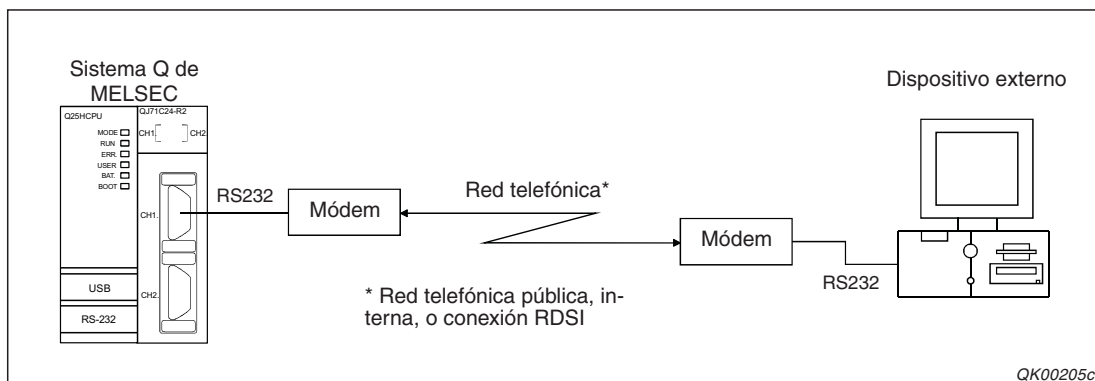 Sistema Q de
MELSEC
Q25HCPU
MODE
RUN
ERR.
USER
BAT.
BOOT
QJ71C24-R2
CH1.
CH2
CH1.
CH2.
USB
RS-232
RS232
Módem
Red telefónica*
Módem
RS232
Dispositivo externo
* Red telefónica pública, in-
terna, o conexión RDSI
QK00205c